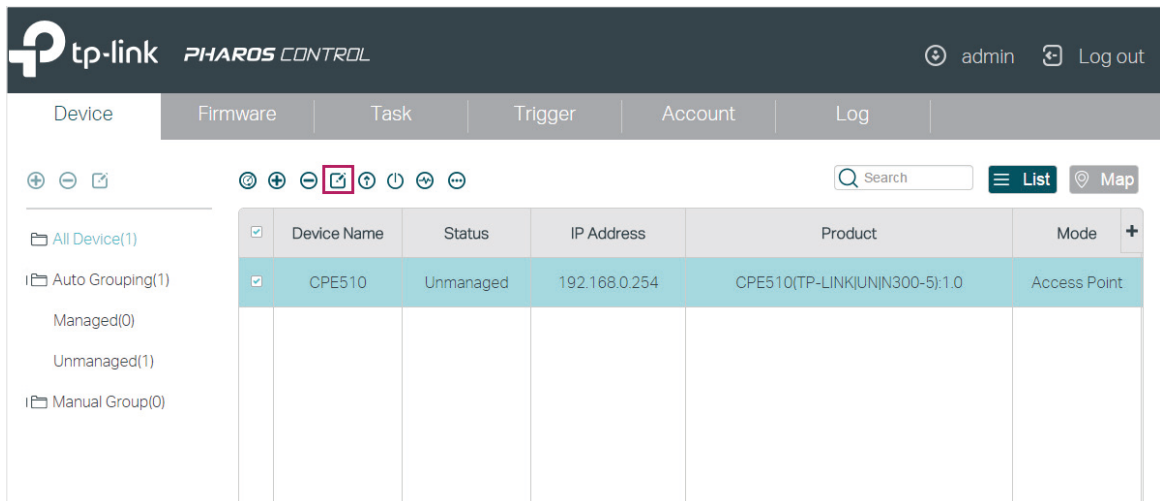 tp-link PHAROS CONTROL admin Log out
Device Firmware Task Trigger Account Log
Search List Map
All Device(1)
Auto Grouping(1)
Managed(0)
Unmanaged(1)
Manual Group(0)
Device Name Status IP Address Product Mode +
CPE510 Unmanaged 192.168.0.254 CPE510(TP-LINK|UN|N300-5):1.0 Access Point